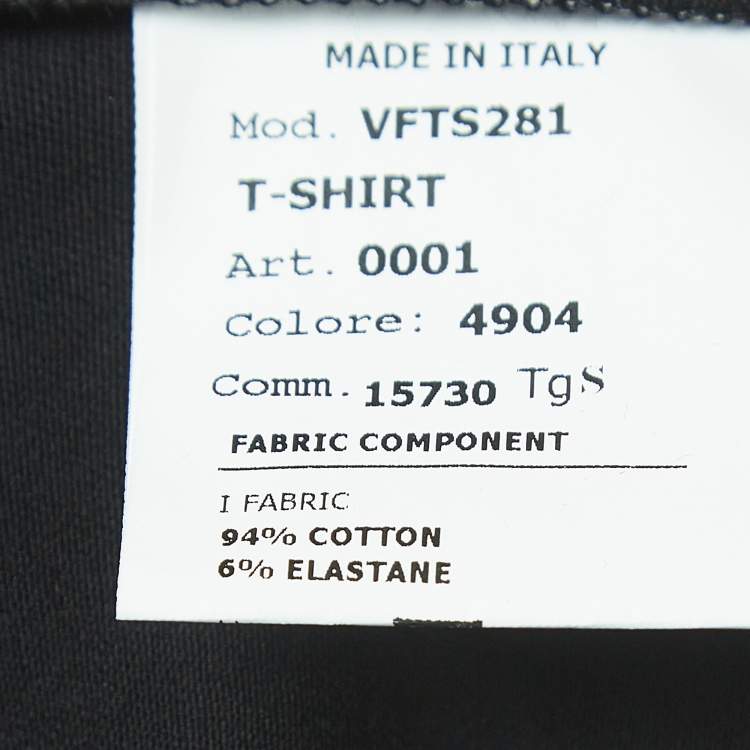 MADE IN ITALY
Mod. VFTS281
T-SHIRT
Art. 0001
Colore: 4904
Comm. 15730 TgS
FABRIC COMPONENT
I FABRIC
94% COTTON
6% ELASTANE